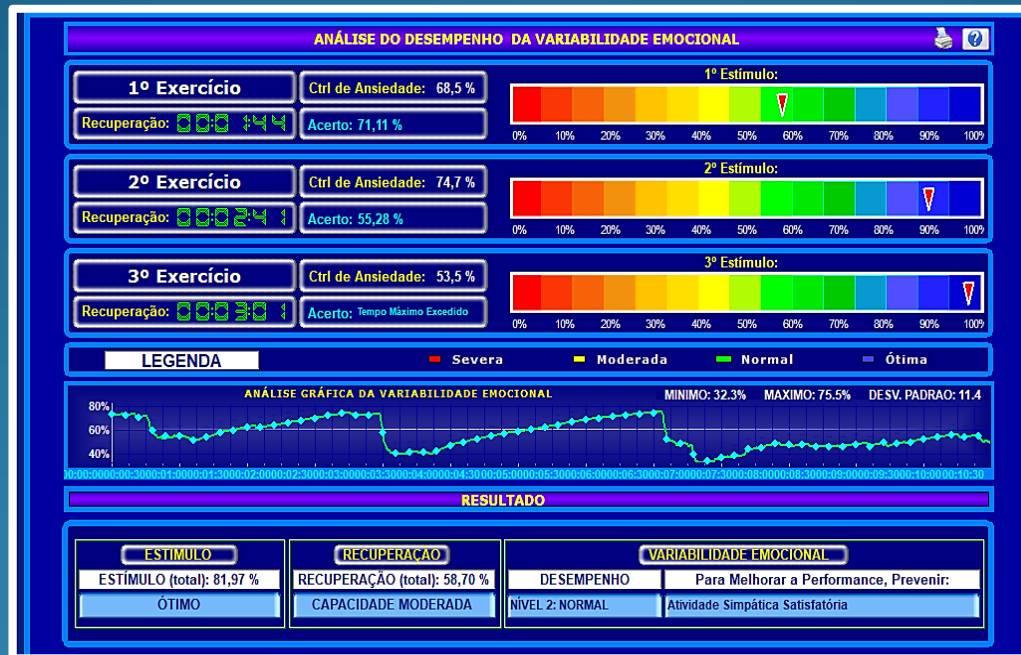 ANÁLISE DO DESEMPENHO DA VARIABILIDADE EMOCIONAL
1º Exercício
Ctrl de Ansiedade: 68,5 %
Recuperação: 00:01:44
Acerto: 71,11 %
1º Estímulo:
0% 10% 20% 30% 40% 50% 60% 70% 80% 90% 100%
2º Exercício
Ctrl de Ansiedade: 74,7 %
Recuperação: 00:02:41
Acerto: 55,28 %
2º Estímulo:
0% 10% 20% 30% 40% 50% 60% 70% 80% 90% 100%
3º Exercício
Ctrl de Ansiedade: 53,5 %
Recuperação: 00:03:01
Acerto: Tempo Máximo Excedido
3º Estímulo:
0% 10% 20% 30% 40% 50% 60% 70% 80% 90% 100%
LEGENDA
Severa Moderada Normal Ótima
ANÁLISE GRÁFICA DA VARIABILIDADE EMOCIONAL MINIMO: 32.3% MAXIMO: 75.5% DESV. PADRAO: 11.4
80%
60%
40%
RESULTADO
ESTÍMULO
ESTÍMULO (total): 81,97 %
ÓTIMO
RECUPERAÇÃO
RECUPERAÇÃO (total): 58,70 %
CAPACIDADE MODERADA
VARIABILIDADE EMOCIONAL
DESEMPENHO Para Melhorar a Performance, Prevenir:
NÍVEL 2: NORMAL Atividade Simpática Satisfatória